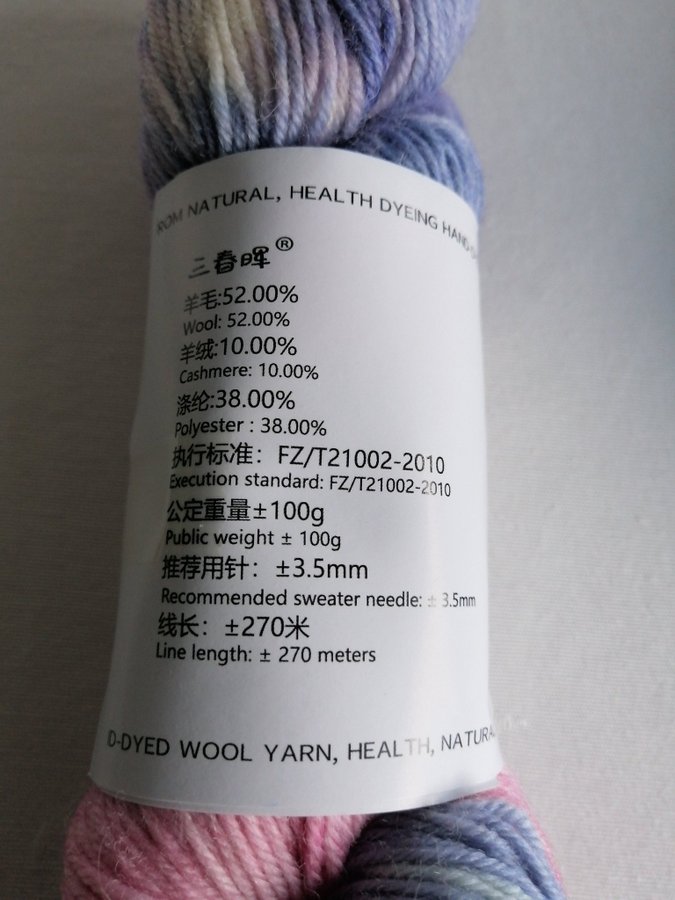 FROM NATURAL, HEALTH DYEING HAND-D
三春晖®
羊毛:52.00%
Wool: 52.00%
羊绒:10.00%
Cashmere: 10.00%
涤纶:38.00%
Polyester : 38.00%
执行标准：FZ/T21002-2010
Execution standard: FZ/T21002-2010
公定重量±100g
Public weight ± 100g
推荐用针：±3.5mm
Recommended sweater needle: ± 3.5mm
线长：±270米
Line length: ± 270 meters
D-DYED WOOL YARN, HEALTH, NATURA